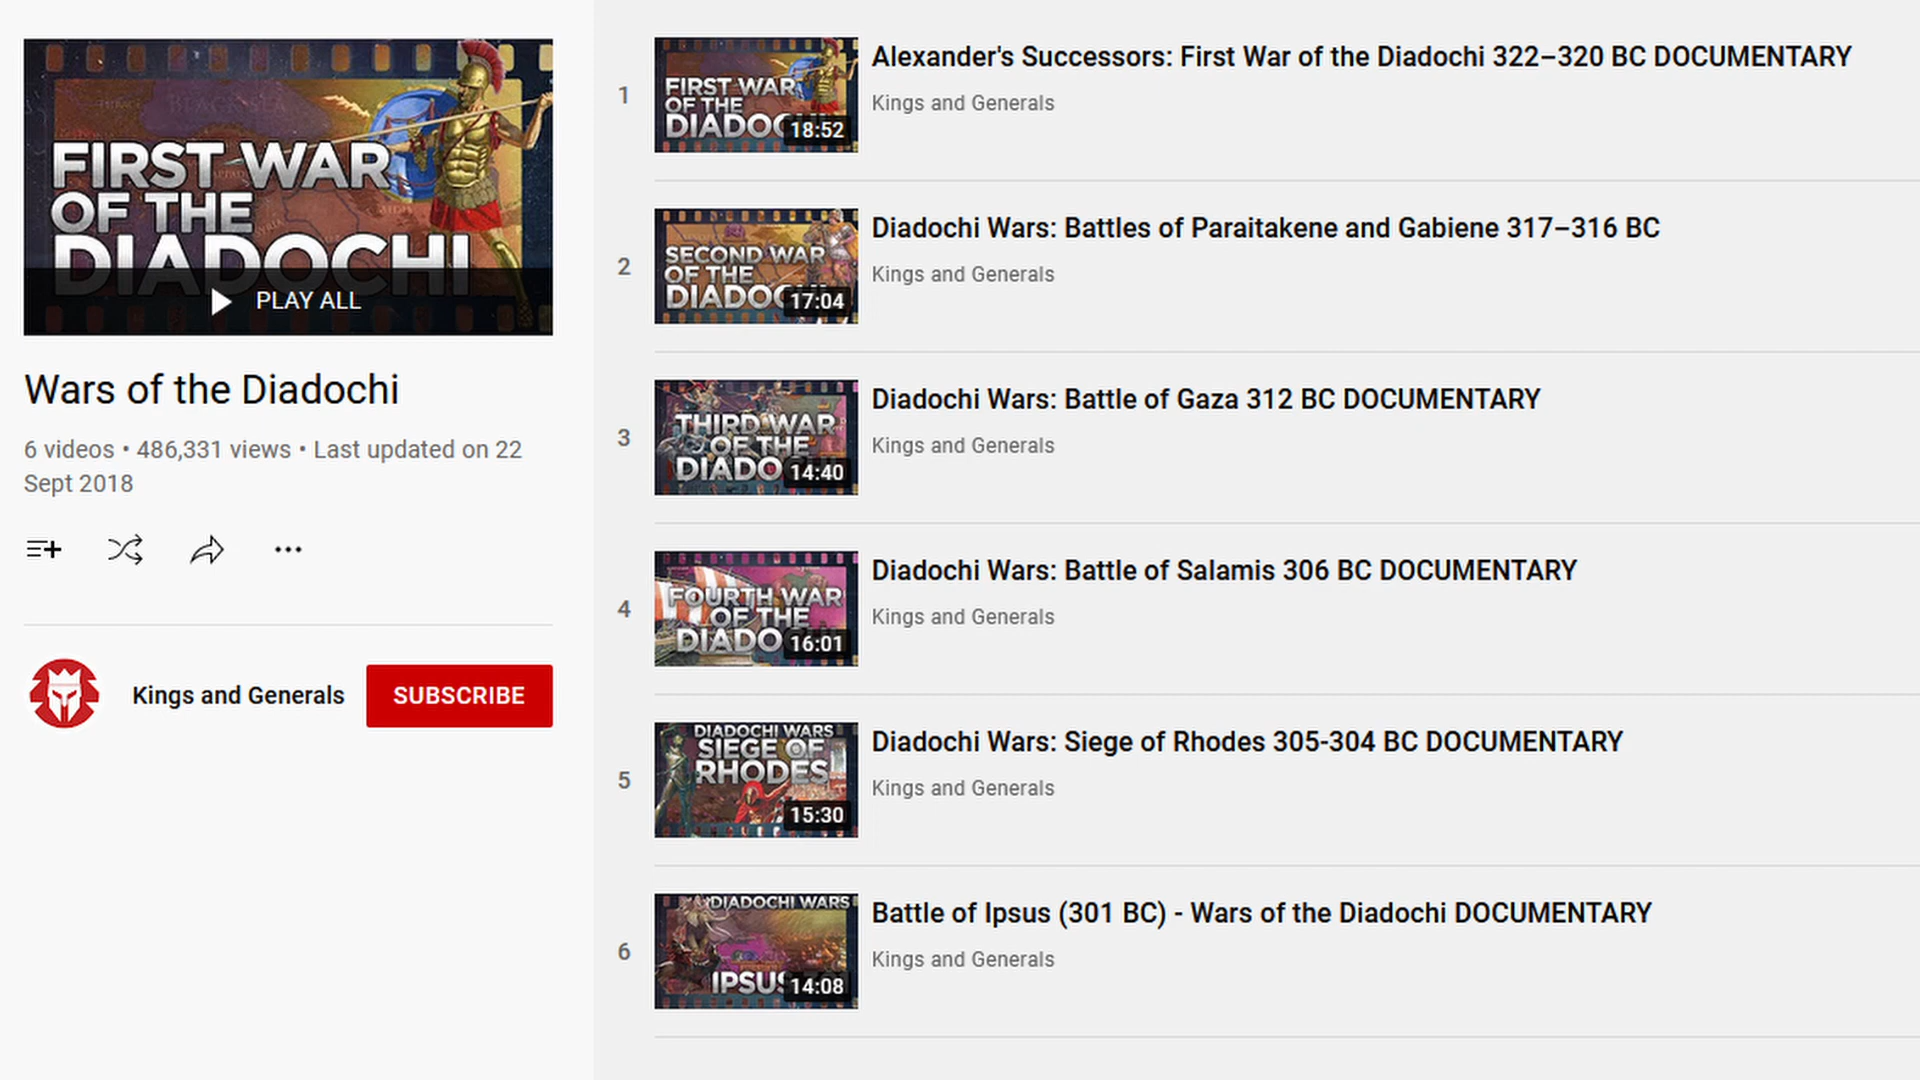 FIRST WAR
OF THE
DIADOCHI
PLAY ALL
Wars of the Diadochi
6 videos • 486,331 views • Last updated on 22
Sept 2018
Kings and Generals
SUBSCRIBE
1
FIRST WAR
OF THE
DIADOC
18:52
Alexander's Successors: First War of the Diadochi 322–320 BC DOCUMENTARY
Kings and Generals
2
SECOND WAR
OF THE
DIADOC
17:04
Diadochi Wars: Battles of Paraitakene and Gabiene 317–316 BC
Kings and Generals
3
THIRD WAR
OF THE
DIADO
14:40
Diadochi Wars: Battle of Gaza 312 BC DOCUMENTARY
Kings and Generals
4
FOURTH WAR
OF THE
DIADO
16:01
Diadochi Wars: Battle of Salamis 306 BC DOCUMENTARY
Kings and Generals
5
DIADOCHI WARS
SIEGE OF
RHODES
15:30
Diadochi Wars: Siege of Rhodes 305-304 BC DOCUMENTARY
Kings and Generals
6
DIADOCHI WARS
IPSUS
14:08
Battle of Ipsus (301 BC) - Wars of the Diadochi DOCUMENTARY
Kings and Generals